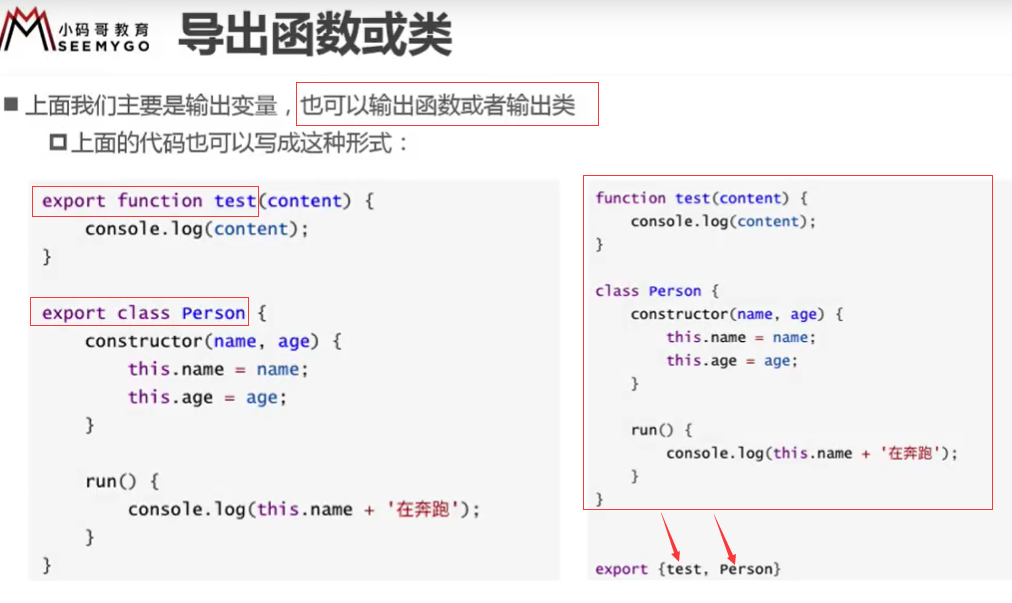 小码哥教育
SEEMYGO
导出函数或类
上面我们主要是输出变量，也可以输出函数或者输出类
上面的代码也可以写成这种形式：
export function test(content) {
    console.log(content);
}

export class Person {
    constructor(name, age) {
        this.name = name;
        this.age = age;
    }

    run() {
        console.log(this.name + '在奔跑');
    }
}
function test(content) {
    console.log(content);
}

class Person {
    constructor(name, age) {
        this.name = name;
        this.age = age;
    }

    run() {
        console.log(this.name + '在奔跑');
    }
}

export {test, Person}